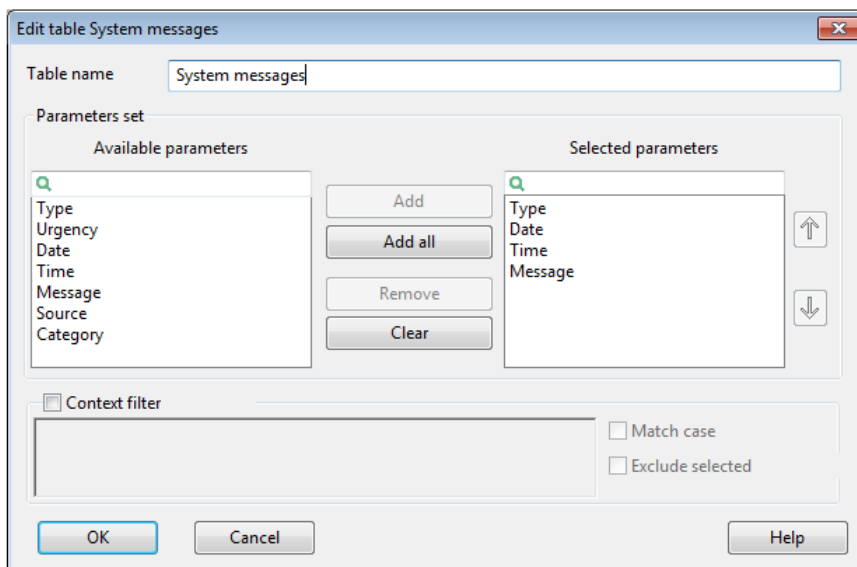 Edit table System messages
Table name System messages
Parameters set
Available parameters Selected parameters
Type
Urgency
Date
Time
Message
Source
Category
Add
Add all
Remove
Clear
Type
Date
Time
Message
Context filter
Match case
Exclude selected
OK Cancel Help